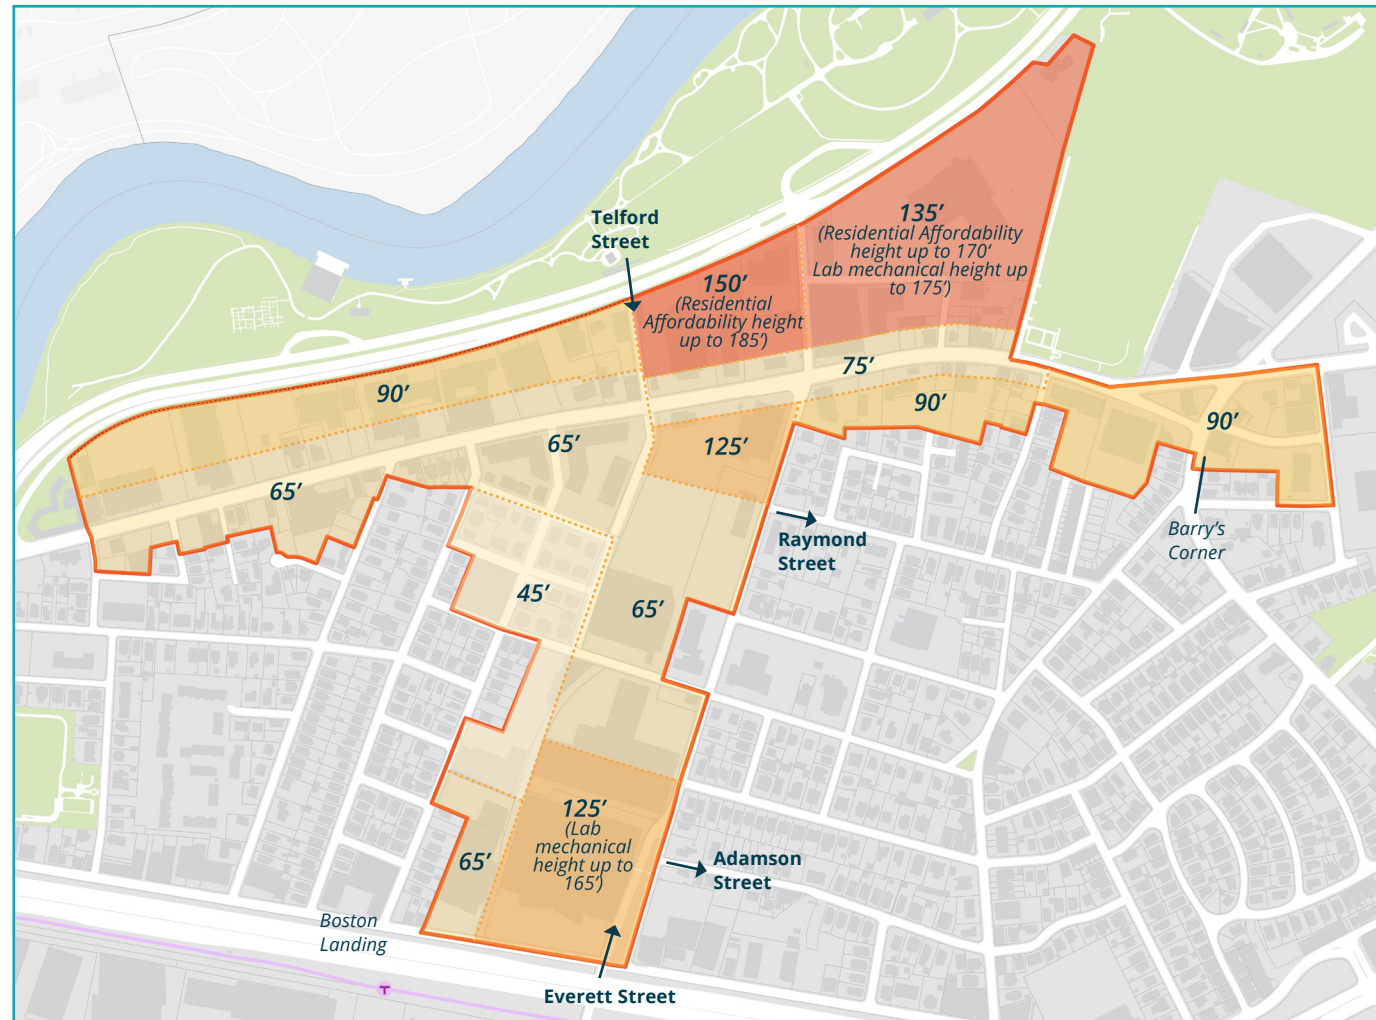 Telford
Street
135’
(Residential Affordability
height up to 170‘
Lab mechanical height up
to 175’)
150’
(Residential
Affordability height
up to 185’)
75’
90’
90’
90’
65’
125’
65’
Raymond
Street
Barry’s
Corner
45’
65’
125’
(Lab
mechanical
height up to
165’)
65’
Adamson
Street
Boston
Landing
T
Everett Street